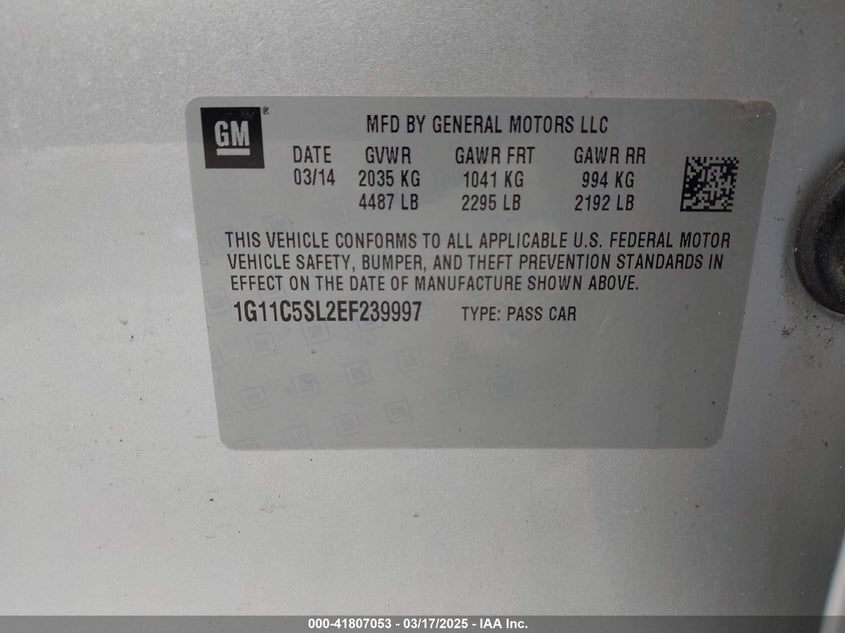 GM ®
MFD BY GENERAL MOTORS LLC
DATE GVWR GAWR FRT GAWR RR
03/14 2035 KG 1041 KG 994 KG
4487 LB 2295 LB 2192 LB
THIS VEHICLE CONFORMS TO ALL APPLICABLE U.S. FEDERAL MOTOR
VEHICLE SAFETY, BUMPER, AND THEFT PREVENTION STANDARDS IN
EFFECT ON THE DATE OF MANUFACTURE SHOWN ABOVE.
1G11C5SL2EF239997 TYPE: PASS CAR
000-41807053 — 03/17/2025 - IAA Inc.